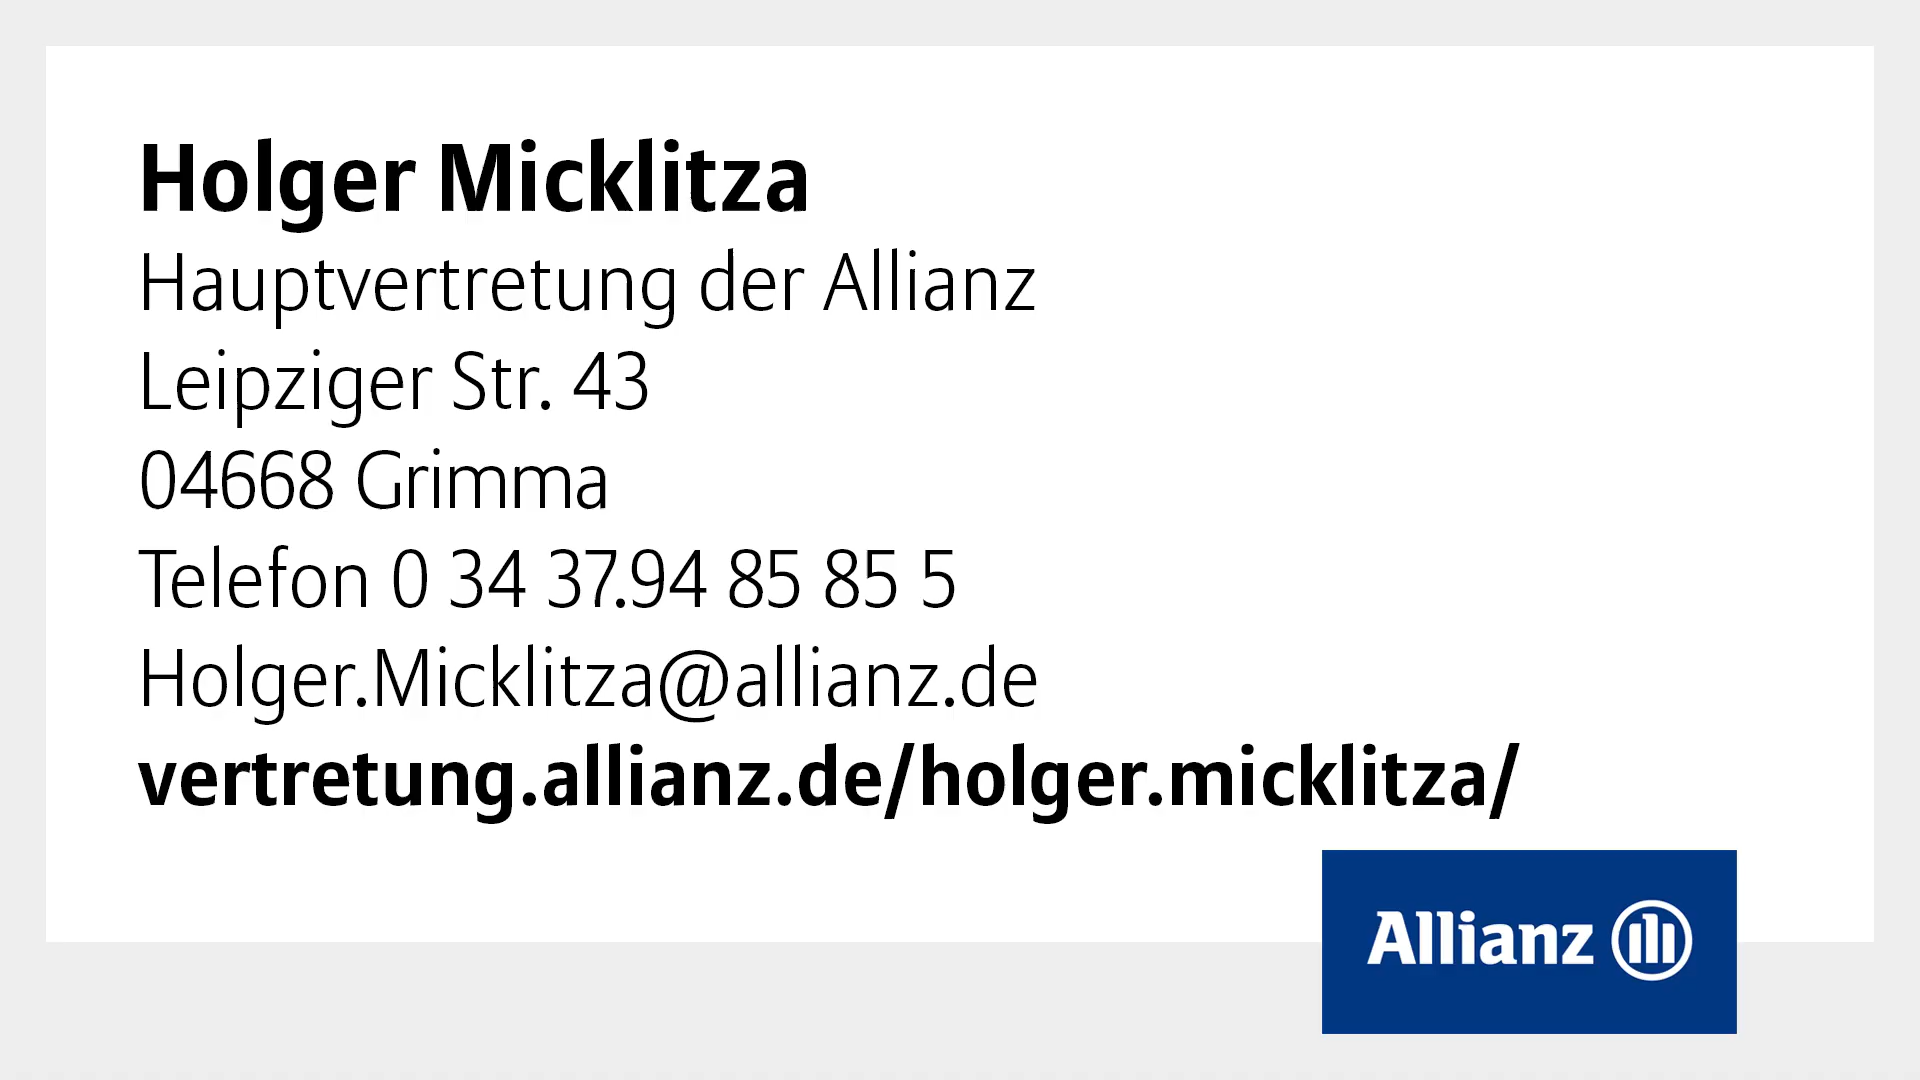 Holger Micklitza
Hauptvertretung der Allianz
Leipziger Str. 43
04668 Grimma
Telefon 0 34 37.94 85 85 5
Holger.Micklitza@allianz.de
vertretung.allianz.de/holger.micklitza/
Allianz